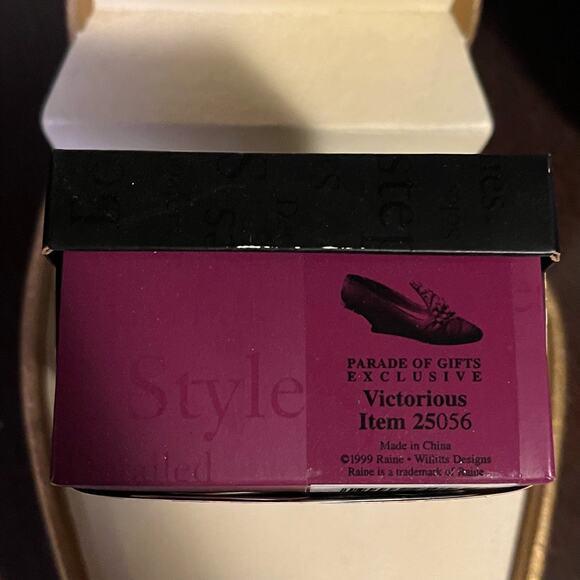 Style
PARADE OF GIFTS
EXCLUSIVE
Victorious
Item 25056
Made in China
©1999 Raine • Willitts Designs
Raine is a trademark of Raine